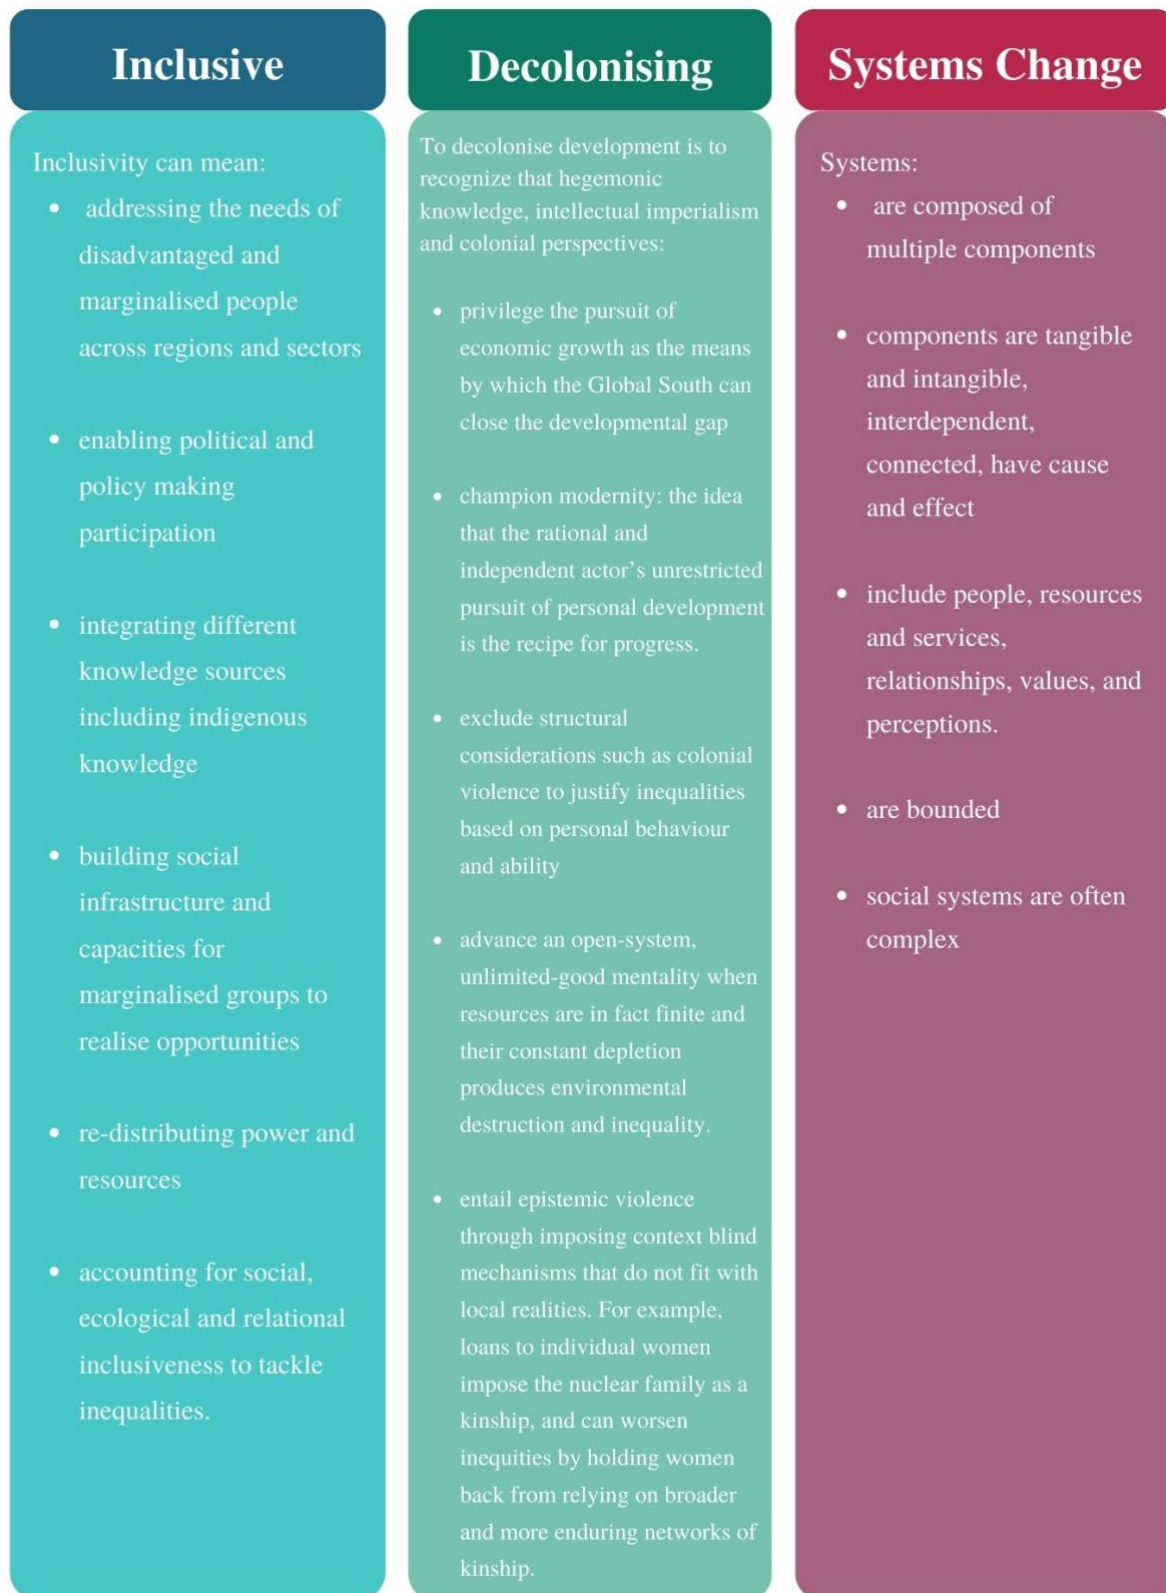 Inclusive
Inclusivity can mean:
• addressing the needs of
disadvantaged and
marginalised people
across regions and sectors
• enabling political and
policy making
participation
• integrating different
knowledge sources
including indigenous
knowledge
• building social
infrastructure and
capacities for
marginalised groups to
realise opportunities
• re-distributing power and
resources
• accounting for social,
ecological and relational
inclusiveness to tackle
inequalities.
Decolonising
To decolonise development is to
recognize that hegemonic
knowledge, intellectual imperialism
and colonial perspectives:
• privilege the pursuit of
economic growth as the means
by which the Global South can
close the developmental gap
• champion modernity: the idea
that the rational and
independent actor’s unrestricted
pursuit of personal development
is the recipe for progress.
• exclude structural
considerations such as colonial
violence to justify inequalities
based on personal behaviour
and ability
• advance an open-system,
unlimited-good mentality when
resources are in fact finite and
their constant depletion
produces environmental
destruction and inequality.
• entail epistemic violence
through imposing context blind
mechanisms that do not fit with
local realities. For example,
loans to individual women
impose the nuclear family as a
kinship, and can worsen
inequities by holding women
back from relying on broader
and more enduring networks of
kinship.
Systems Change
Systems:
• are composed of
multiple components
• components are tangible
and intangible,
interdependent,
connected, have cause
and effect
• include people, resources
and services,
relationships, values, and
perceptions.
• are bounded
• social systems are often
complex